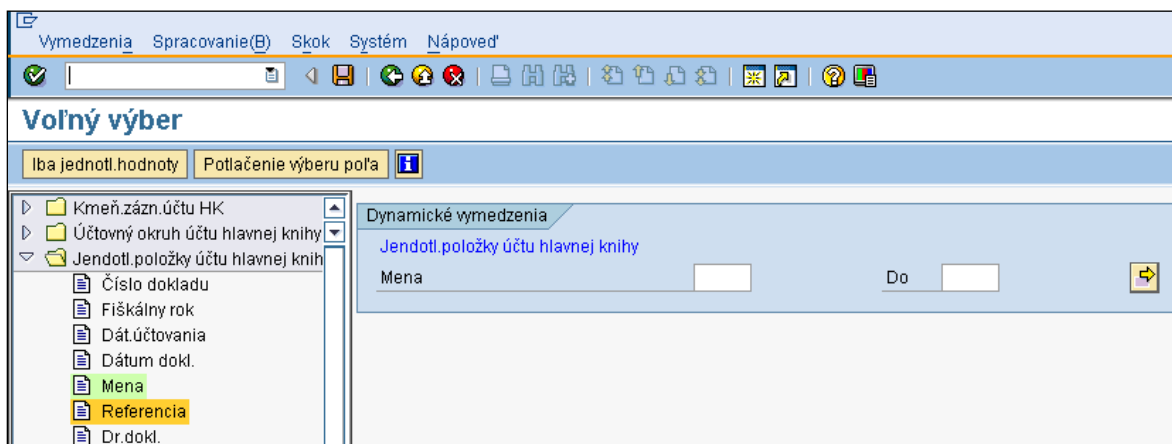 Vymedzenia Spracovanie(B) Skok Systém Nápoveď
Voľný výber
Iba jednotl.hodnoty Potlačenie výberu poľa
Kmeň.zázn.účtu HK
Účtovný okruh účtu hlavnej knihy
Jendotl.položky účtu hlavnej knih
Číslo dokladu
Fiškálny rok
Dát.účtovania
Dátum dokl.
Mena
Referencia
Dr.dokl.
Dynamické vymedzenia
Jendotl.položky účtu hlavnej knihy
Mena Do